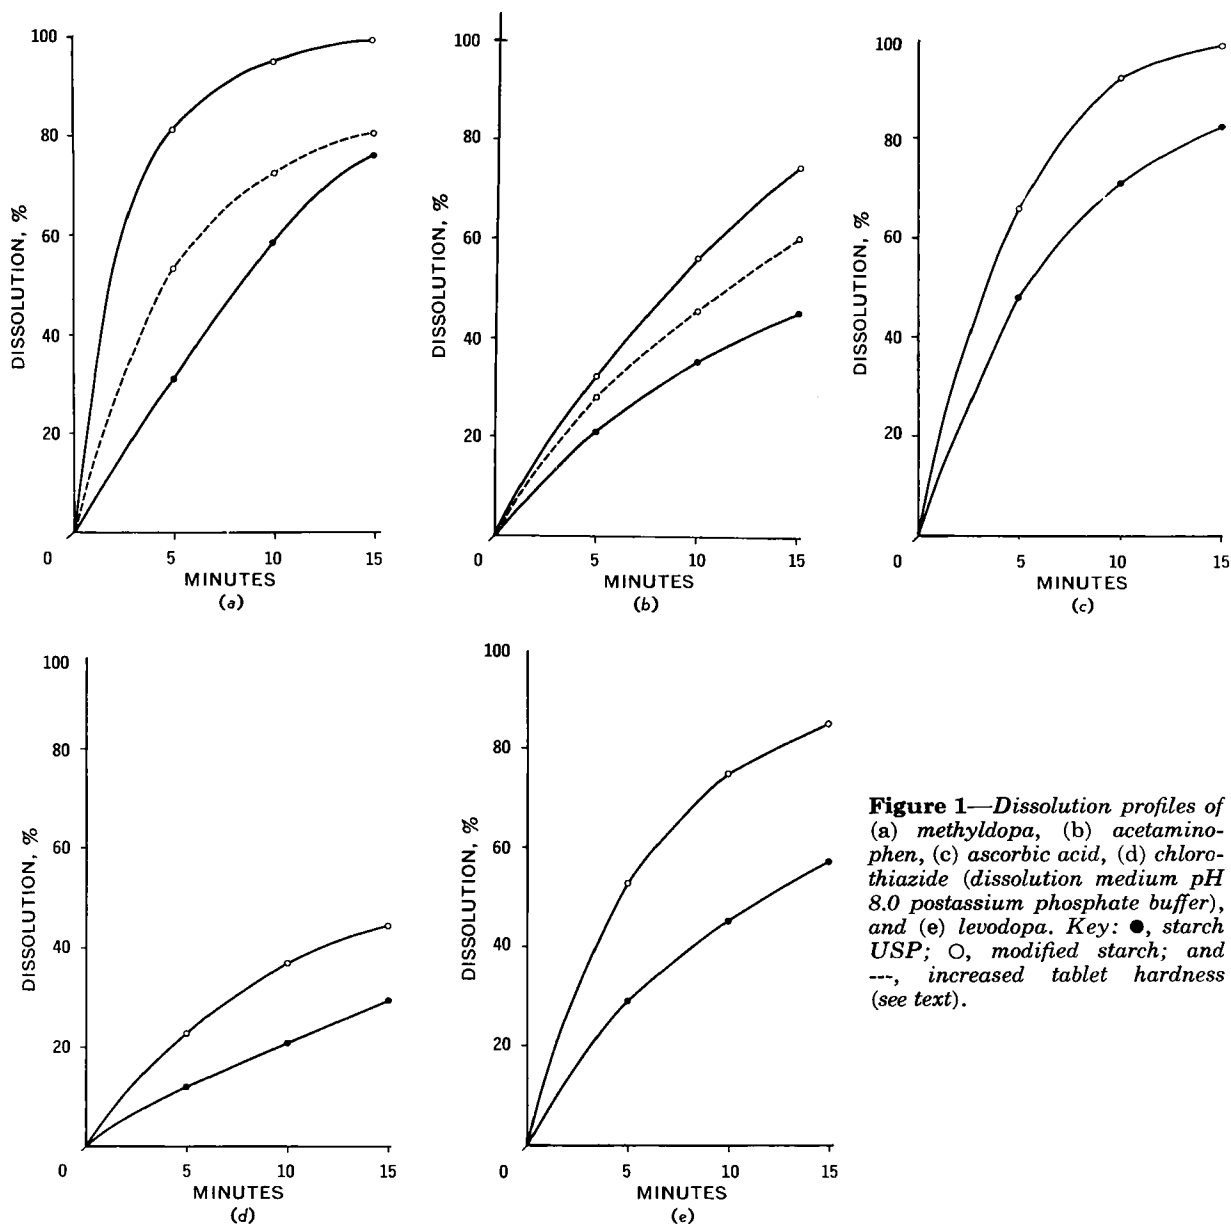 100
80
60
40
20
0
DISSOLUTION, %
5
10
15
MINUTES
(a)
100
80
60
40
20
0
DISSOLUTION, %
5
10
15
MINUTES
(b)
100
80
60
40
20
0
DISSOLUTION, %
5
10
15
MINUTES
(c)
100
80
60
40
20
0
DISSOLUTION, %
5
10
15
MINUTES
(d)
100
80
60
40
20
0
DISSOLUTION, %
5
10
15
MINUTES
(e)
Figure 1—Dissolution profiles of
(a) methyldopa, (b) acetamino-
phen, (c) ascorbic acid, (d) chloro-
thiazide (dissolution medium pH
8.0 postassium phosphate buffer),
and (e) levodopa. Key: ●, starch
USP; ○, modified starch; and
---, increased tablet hardness
(see text).